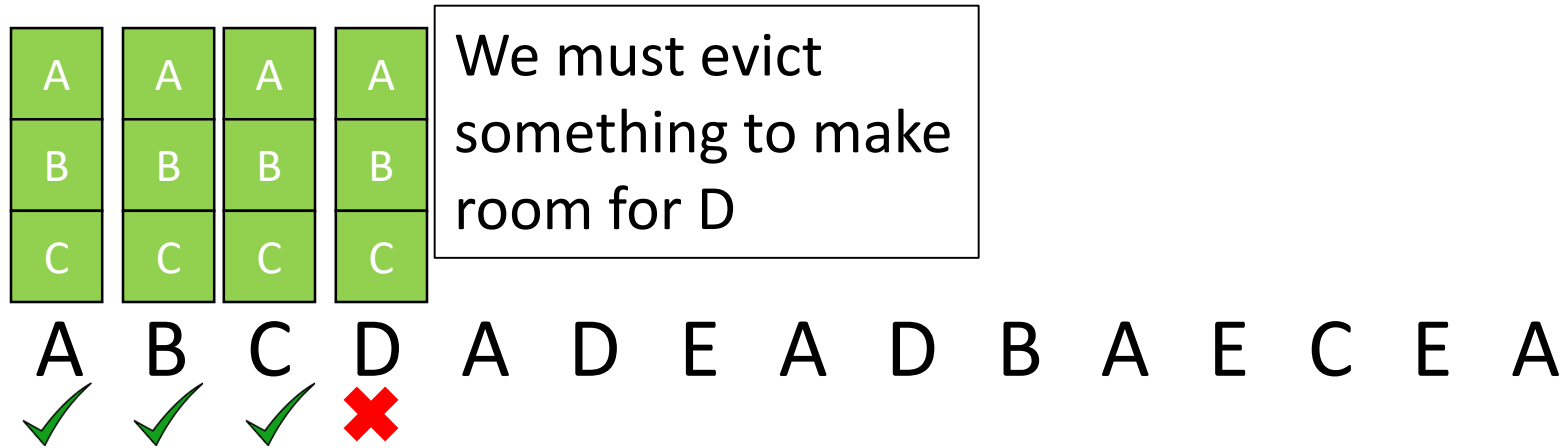 A A A A
B B B B
C C C C
We must evict
something to make
room for D
A B C D A D E A D B A E C E A